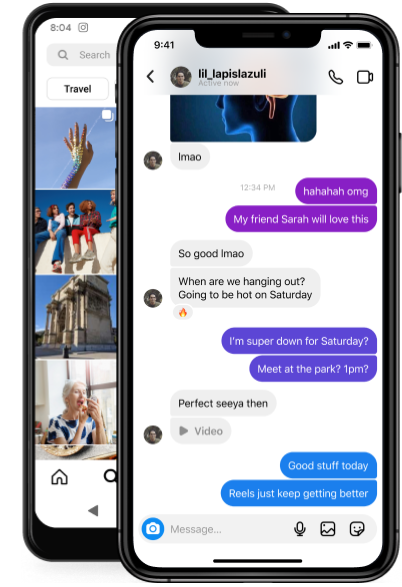 8:04
Search
Travel
9:41
lil_lapislazuli
Active now
lmao
12:34 PM
hahahah omg
My friend Sarah will love this
So good lmao
When are we hanging out?
Going to be hot on Saturday
I'm super down for Saturday?
Meet at the park? 1pm?
Perfect seeya then
Video
Good stuff today
Reels just keep getting better
Message...